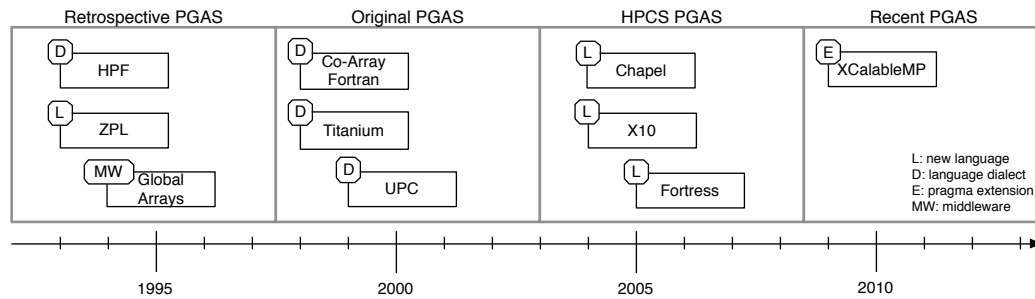 Retrospective PGAS
Original PGAS
HPCS PGAS
Recent PGAS
D
HPF
L
ZPL
MW
Global
Arrays
D
Co-Array
Fortran
D
Titanium
D
UPC
L
Chapel
L
X10
L
Fortress
E
XCalableMP
L: new language
D: language dialect
E: pragma extension
MW: middleware
1995
2000
2005
2010